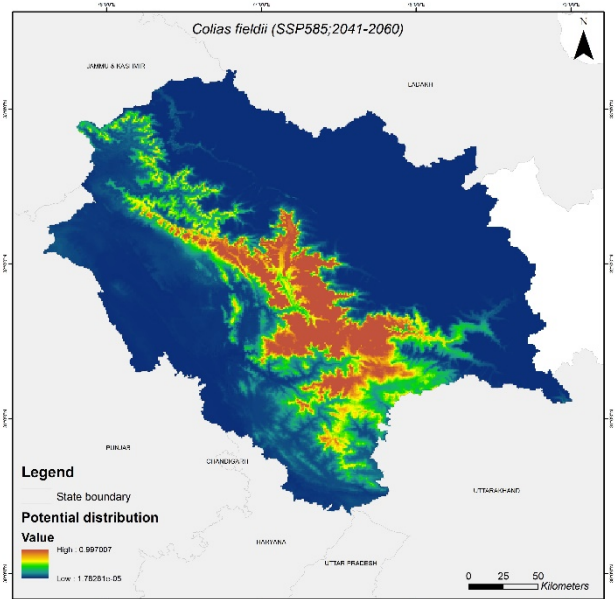 Colias fieldii (SSP585;2041-2060)
N
JAMMU & KASHMIR
LADAKH
PUNJAB
CHANDIGARH
UTTARAKHAND
HARYANA
UTTAR PRADESH
Legend
State boundary
Potential distribution
Value
High : 0.997007
Low : 1.78281e-05
0 25 50
Kilometers